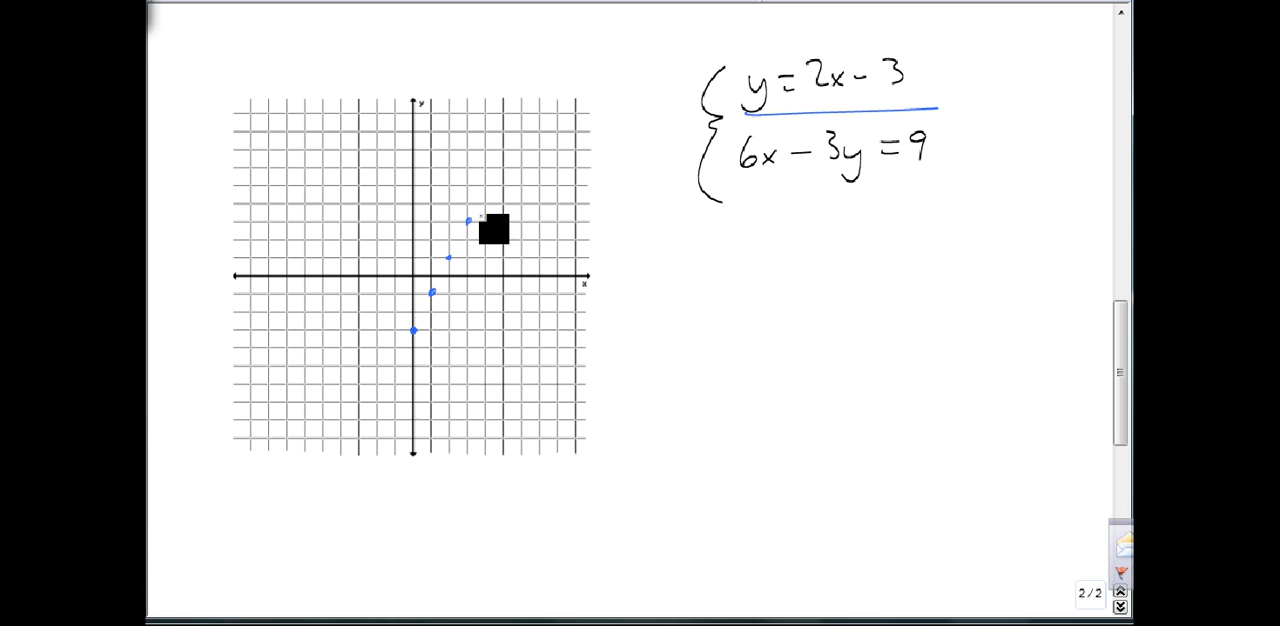 y = 2x - 3
6x - 3y = 9
y
x
2/2